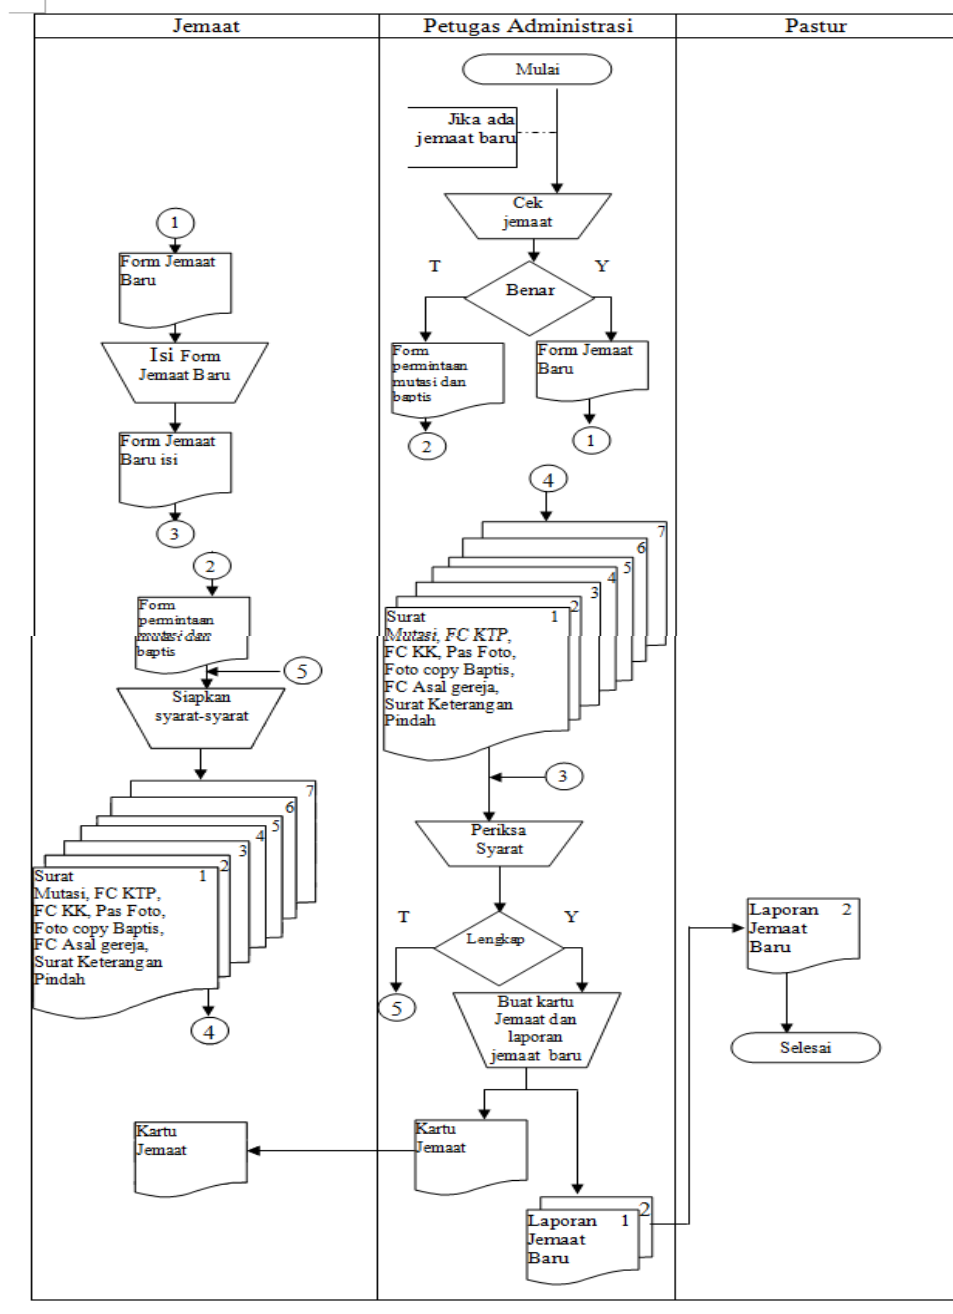 Jemaat
Petugas Administrasi
Pastur
Mulai
Jika ada
jemaat baru
Cek
jemaat
T
Y
Benar
Form
permintaan
mutasi dan
baptis
Form Jemaat
Baru
2
1
1
Form Jemaat
Baru
Isi Form
Jemaat Baru
Form Jemaat
Baru isi
3
2
Form
permintaan
mutasi dan
baptis
5
Siapkan
syarat-syarat
7
6
5
4
3
2
Surat 1
Mutasi, FC KTP,
FC KK, Pas Foto,
Foto copy Baptis,
FC Asal gereja,
Surat Keterangan
Pindah
4
4
7
6
5
4
3
2
Surat 1
Mutasi, FC KTP,
FC KK, Pas Foto,
Foto copy Baptis,
FC Asal gereja,
Surat Keterangan
Pindah
3
Periksa
Syarat
T
Y
Lengkap
5
Buat kartu
Jemaat dan
laporan
jemaat baru
Kartu
Jemaat
Kartu
Jemaat
2
Laporan 1
Jemaat
Baru
Laporan 2
Jemaat
Baru
Selesai